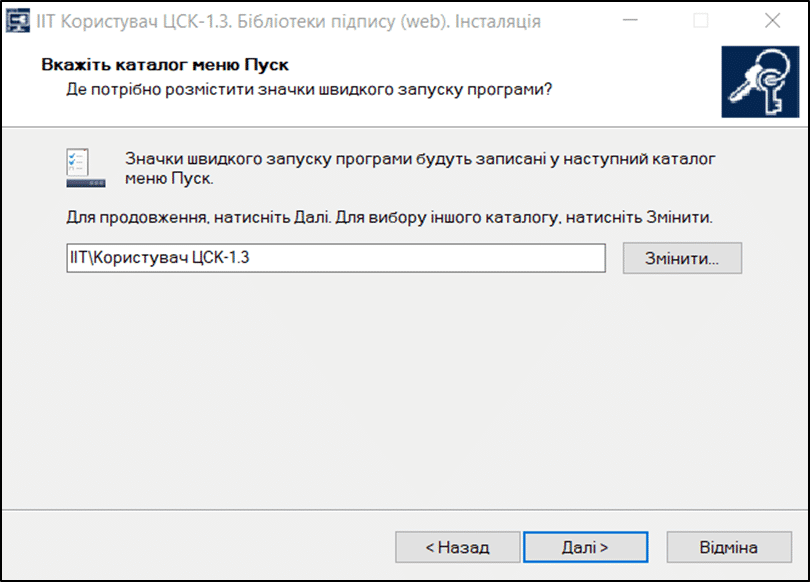 ІІТ Користувач ЦСК-1.3. Бібліотеки підпису (web). Інсталяція
Вкажіть каталог меню Пуск
Де потрібно розмістити значки швидкого запуску програми?
Значки швидкого запуску програми будуть записані у наступний каталог
меню Пуск.
Для продовження, натисніть Далі. Для вибору іншого каталогу, натисніть Змінити.
ІІТ\Користувач ЦСК-1.3
Змінити...
< Назад
Далі >
Відміна